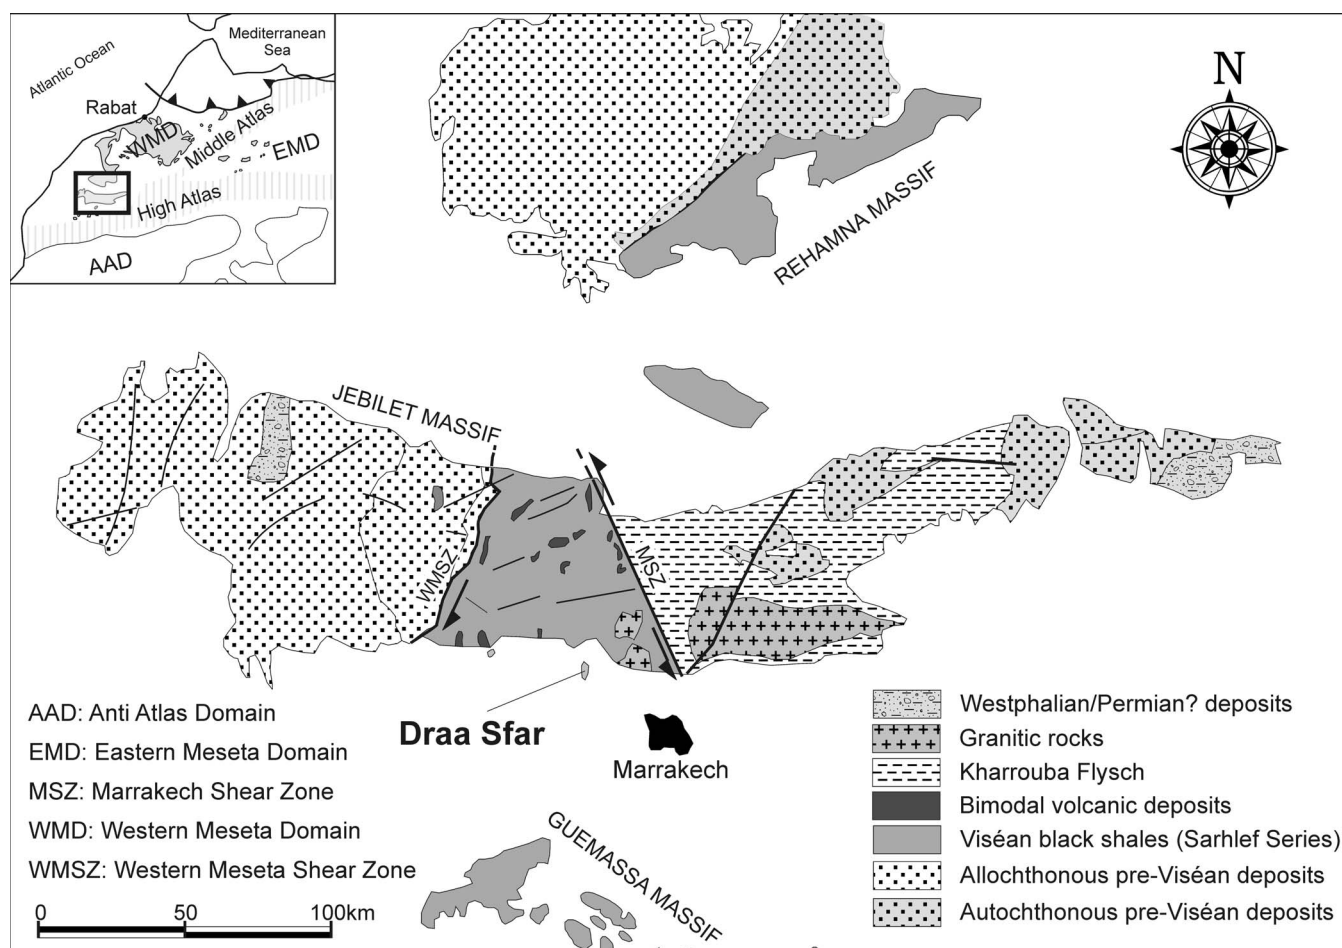 Mediterranean
Sea
Atlantic Ocean
Rabat
WMD
Middle Atlas
EMD
High Atlas
AAD
N
REHAMNA MASSIF
JEBILET MASSIF
WMSZ
MSZ
Draa Sfar
Marrakech
GUEMASSA MASSIF
AAD: Anti Atlas Domain
EMD: Eastern Meseta Domain
MSZ: Marrakech Shear Zone
WMD: Western Meseta Domain
WMSZ: Western Meseta Shear Zone
0 50 100km
Westphalian/Permian? deposits
Granitic rocks
Kharrouba Flysch
Bimodal volcanic deposits
Viséan black shales (Sarhlef Series)
Allochthonous pre-Viséan deposits
Autochthonous pre-Viséan deposits